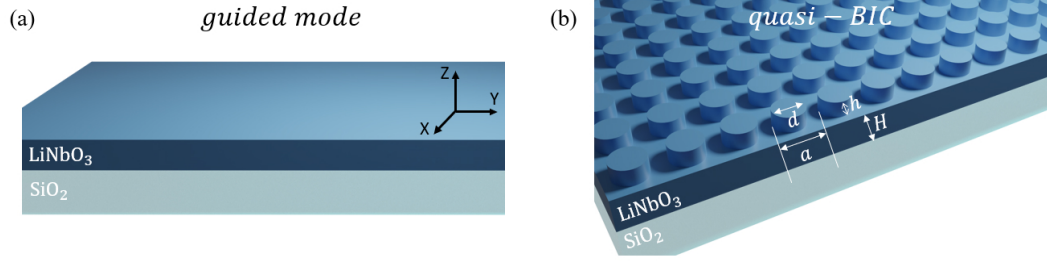 (a)
guided mode
Z
Y
X
LiNbO₃
SiO₂
(b)
quasi − BIC
d
h
H
a
LiNbO₃
SiO₂